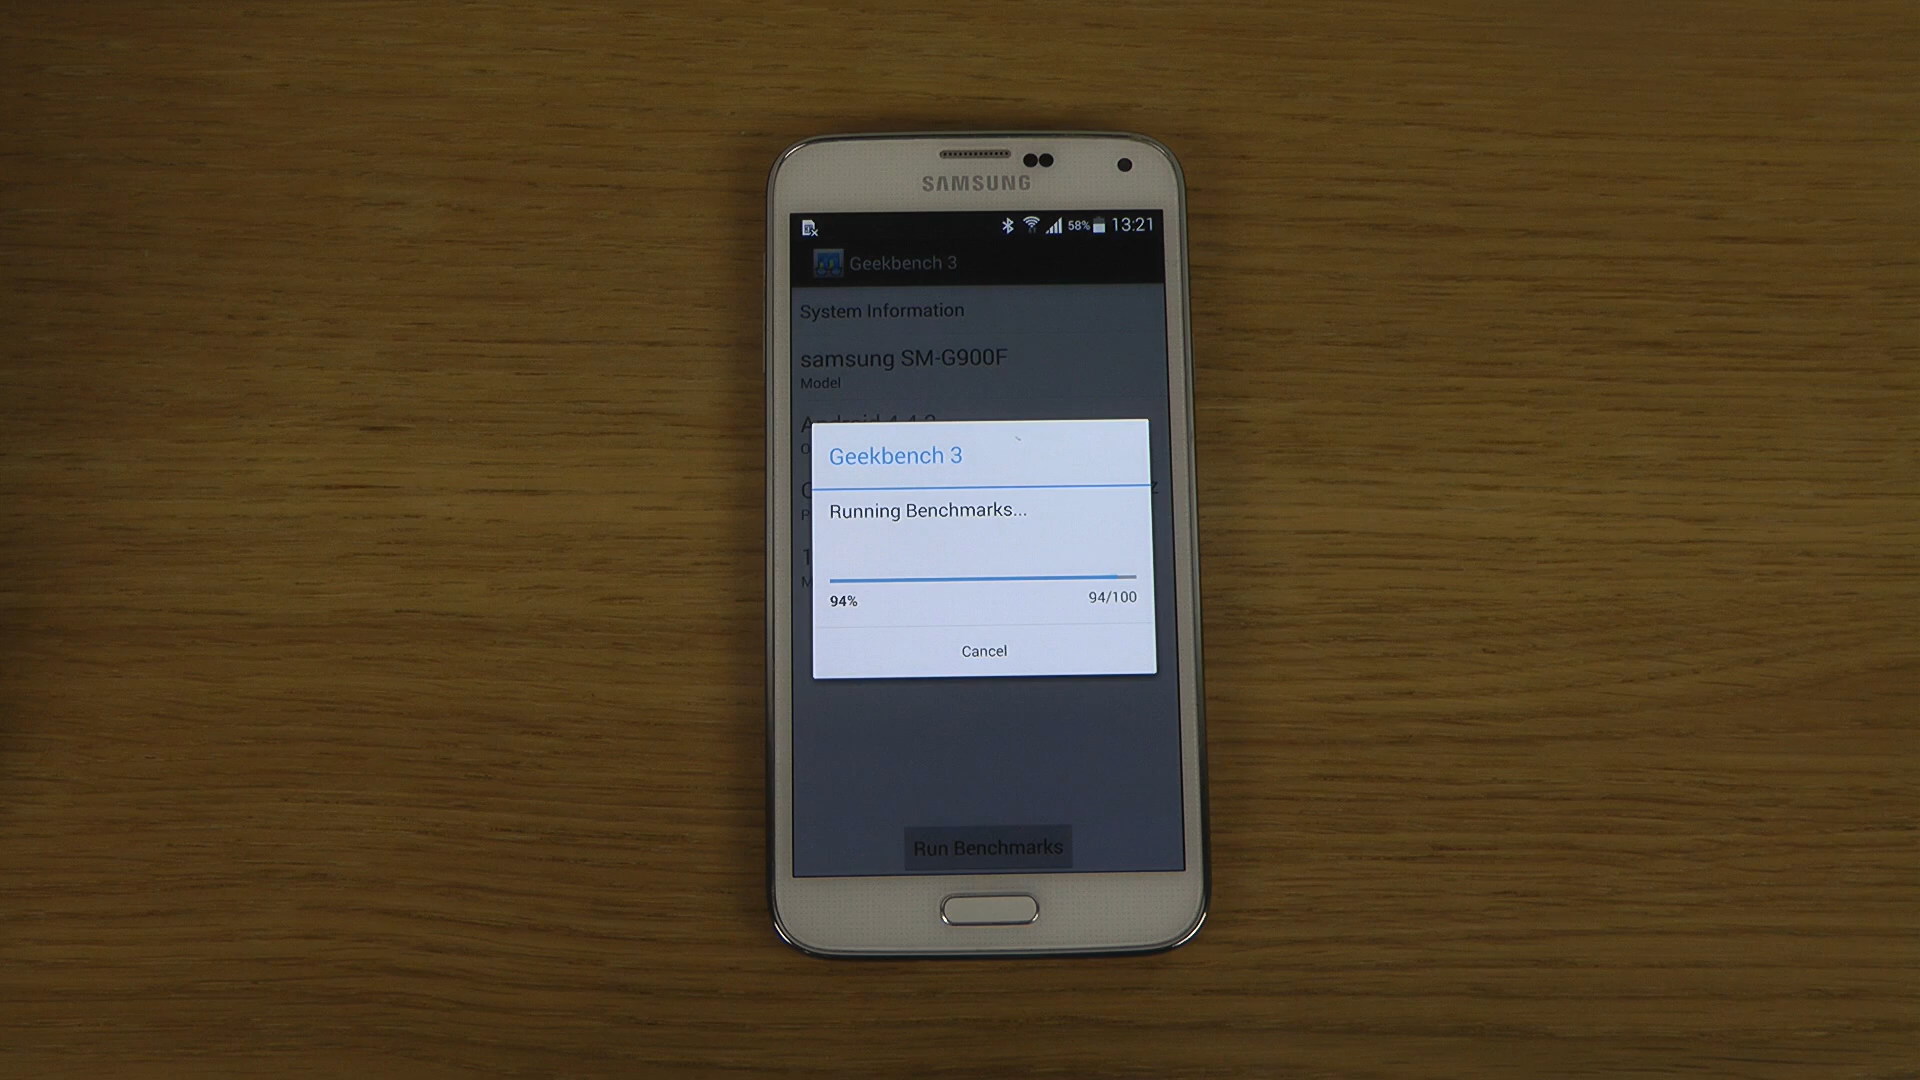 SAMSUNG
58% 13:21
Geekbench 3
System Information
samsung SM-G900F
Model
Geekbench 3
Running Benchmarks...
94% 94/100
Cancel
Run Benchmarks